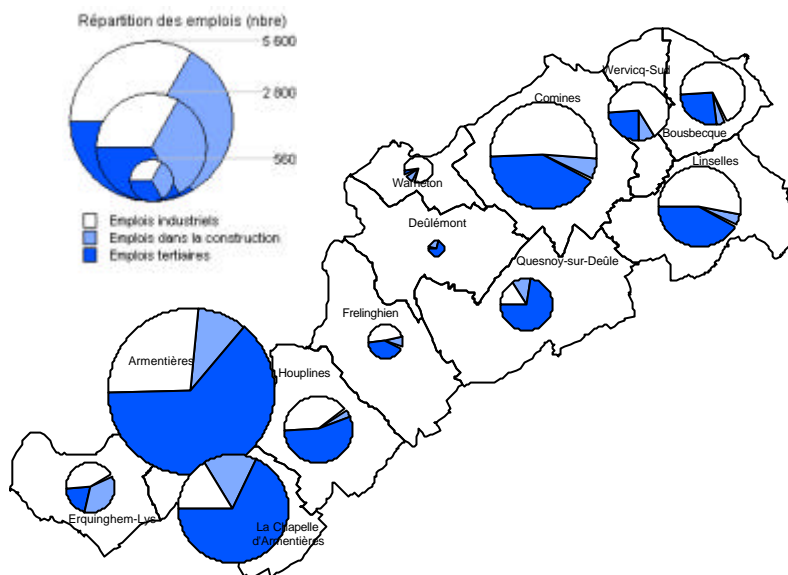 Répartition des emplois (nbre)
5 600
2 800
560
Emplois industriels
Emplois dans la construction
Emplois tertiaires
Wervicq-Sud
Comines
Bousbecque
Linselles
Warneton
Deûlémont
Quesnoy-sur-Deûle
Frelinghien
Armentières
Houplines
Erquinghem-Lys
La Chapelle
d'Armentières